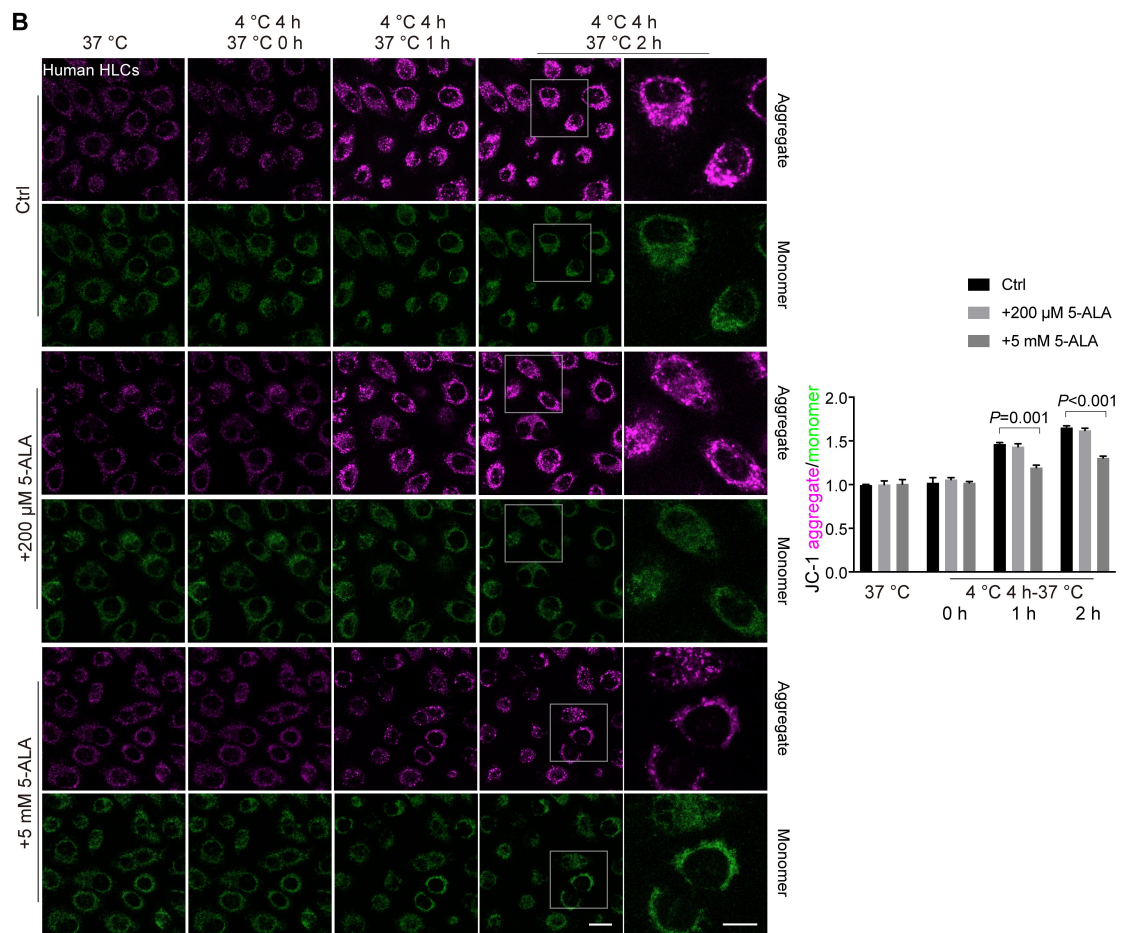 B
37 °C
4 °C 4 h
37 °C 0 h
4 °C 4 h
37 °C 1 h
4 °C 4 h
37 °C 2 h
Human HLCs
Ctrl
Aggregate
Monomer
+200 µM 5-ALA
Aggregate
Monomer
+5 mM 5-ALA
Aggregate
Monomer
Ctrl
+200 µM 5-ALA
+5 mM 5-ALA
JC-1 aggregate/monomer
2.0
1.5
1.0
0.5
0.0
P=0.001
P<0.001
37 °C
4 °C 4 h-37 °C
0 h
1 h
2 h